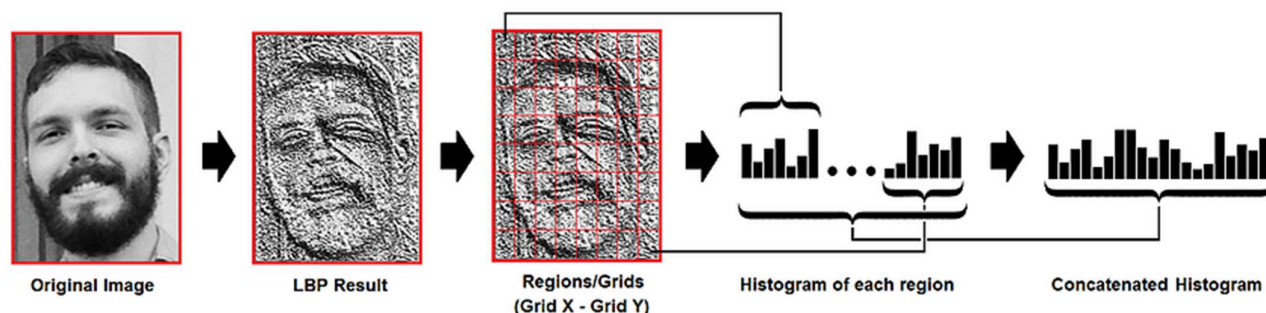 Original Image
LBP Result
Regions/Grids
(Grid X - Grid Y)
Histogram of each region
Concatenated Histogram